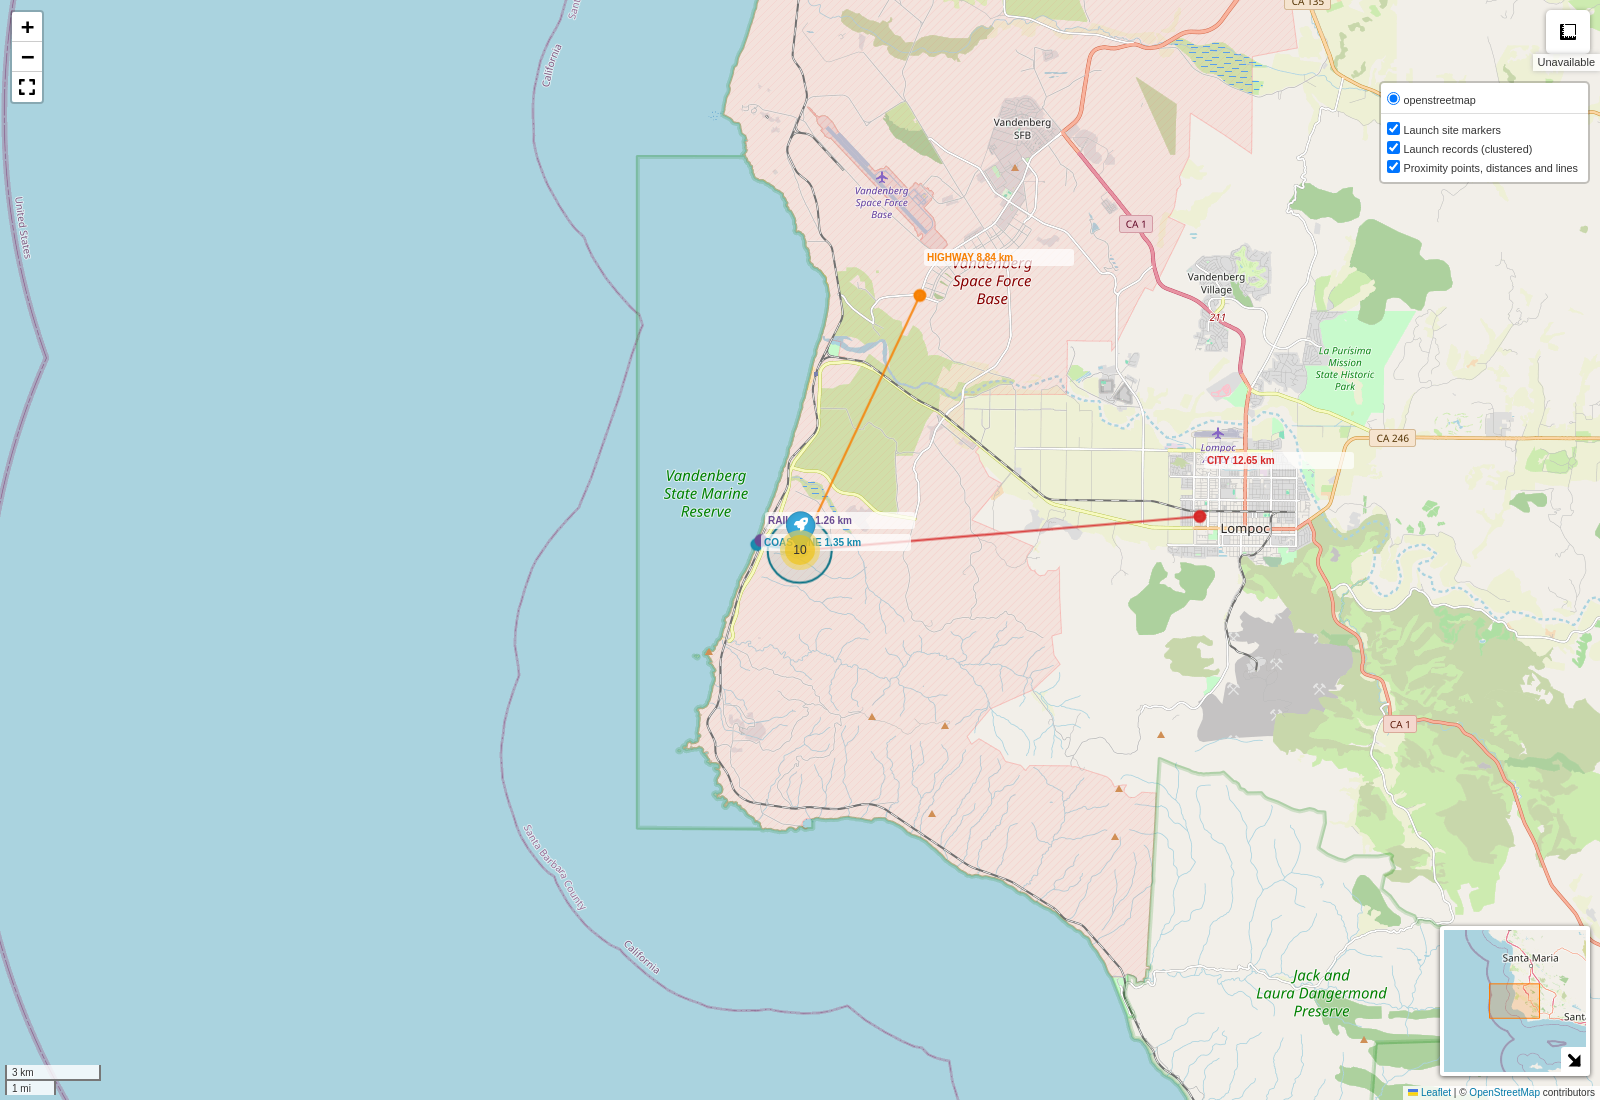 +
−
Santa
California
United States
CA 135
Unavailable
openstreetmap
Launch site markers
Launch records (clustered)
Proximity points, distances and lines
Vandenberg
SFB
Vandenberg
Space Force
Base
CA 1
HIGHWAY 8.84 km
Vandenberg
Space Force
Base
Vandenberg
Village
211
La Purísima
Mission
State Historic
Park
CA 246
Lompoc
CITY 12.65 km
Vandenberg
State Marine
Reserve
1.26 km
1.35 km
10
Lompoc
CA 1
Santa Barbara County
California
Jack and
Laura Dangermond
Preserve
Santa Maria
Santa
3 km
1 mi
Leaflet | © OpenStreetMap contributors